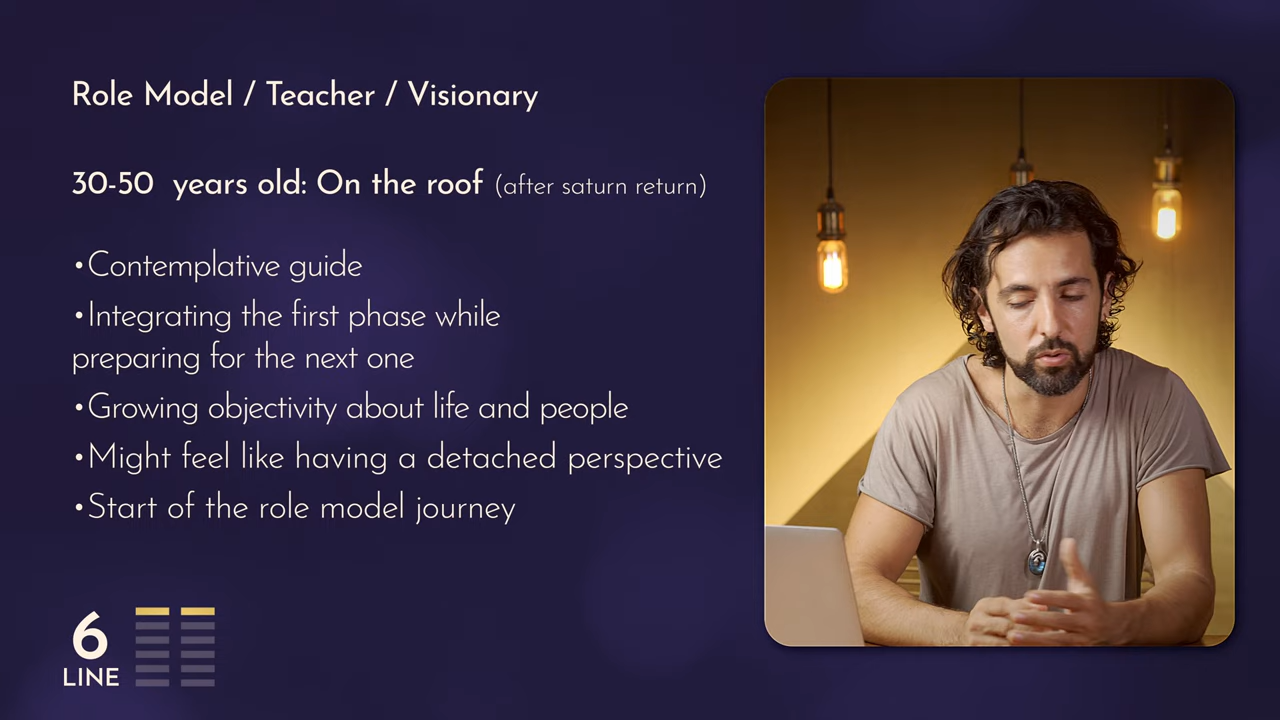 Role Model / Teacher / Visionary
30-50 years old: On the roof (after saturn return)
•Contemplative guide
•Integrating the first phase while
preparing for the next one
•Growing objectivity about life and people
•Might feel like having a detached perspective
•Start of the role model journey
6
LINE